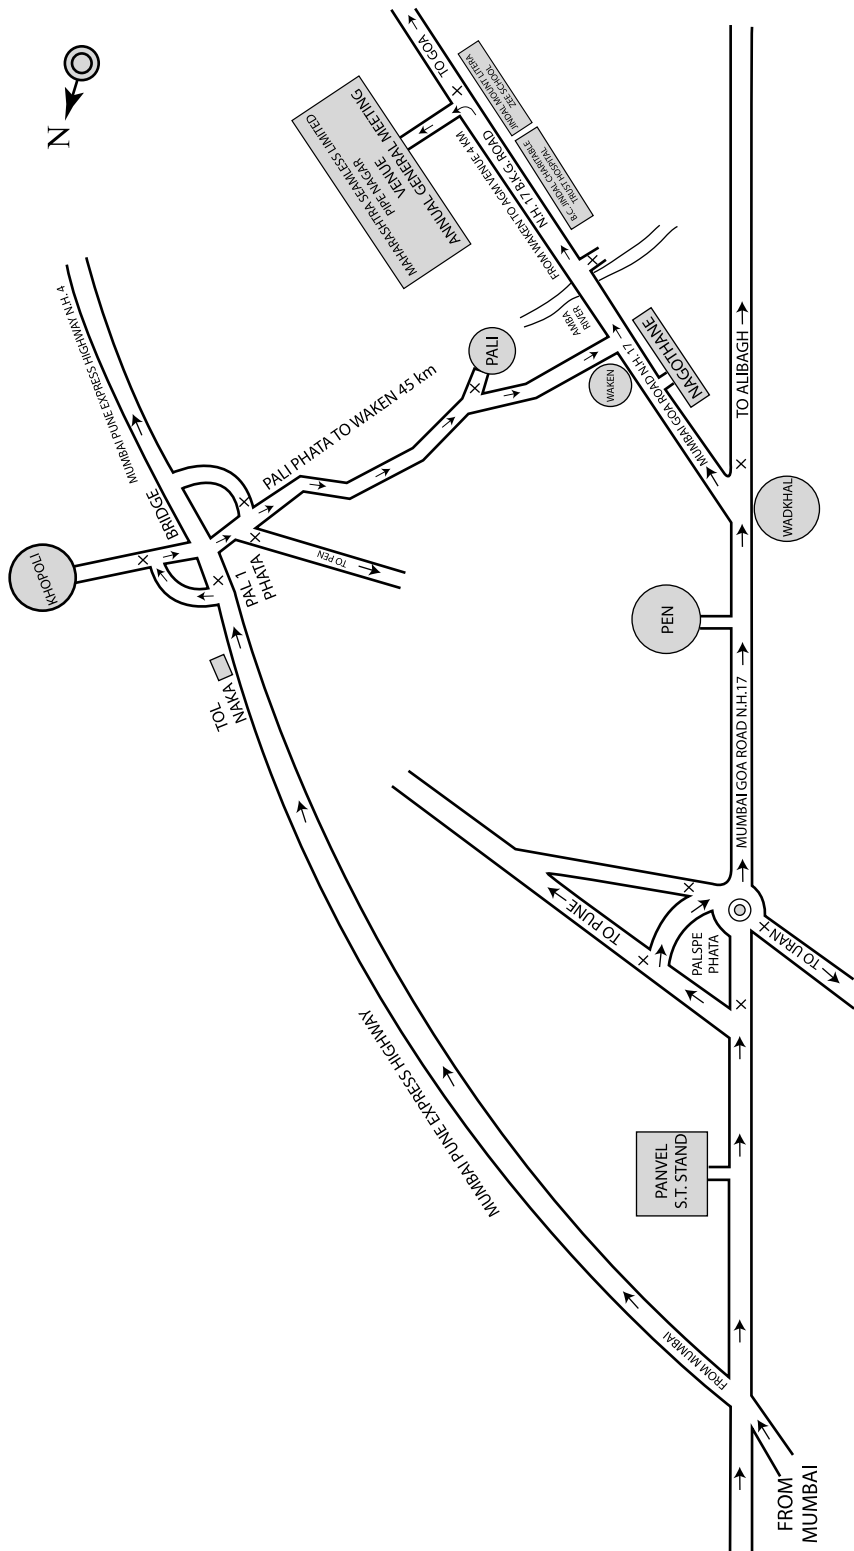 N
TO GOA
JINDAL MOUNT LITERA
ZEE SCHOOL
B.C. JINDAL CHARITABLE
TRUST HOSPITAL
ANNUAL GENERAL MEETING
VENUE
PIPE NAGAR
MAHARASHTRA SEAMLESS LIMITED
N.H. 17 B.K.G. ROAD
FROM WAKEN TO AGM VENUE 4 KM
AMBA
RIVER
NAGOTHANE
MUMBAI GOA ROAD N.H. 17
WAKEN
PALI
PALI PHATA TO WAKEN 45 km
MUMBAI PUNE EXPRESS HIGHWAY N.H. 4
BRIDGE
KHOPOLI
PAL1
PHATA
TO PEN
TOL
NAKA
TO ALIBAGH
WADKHAL
PEN
MUMBAI GOA ROAD N.H.17
TO PUNE
PALSPE
PHATA
TO URAN
MUMBAI PUNE EXPRESS HIGHWAY
PANVEL
S.T. STAND
FROM MUMBAI
FROM
MUMBAI